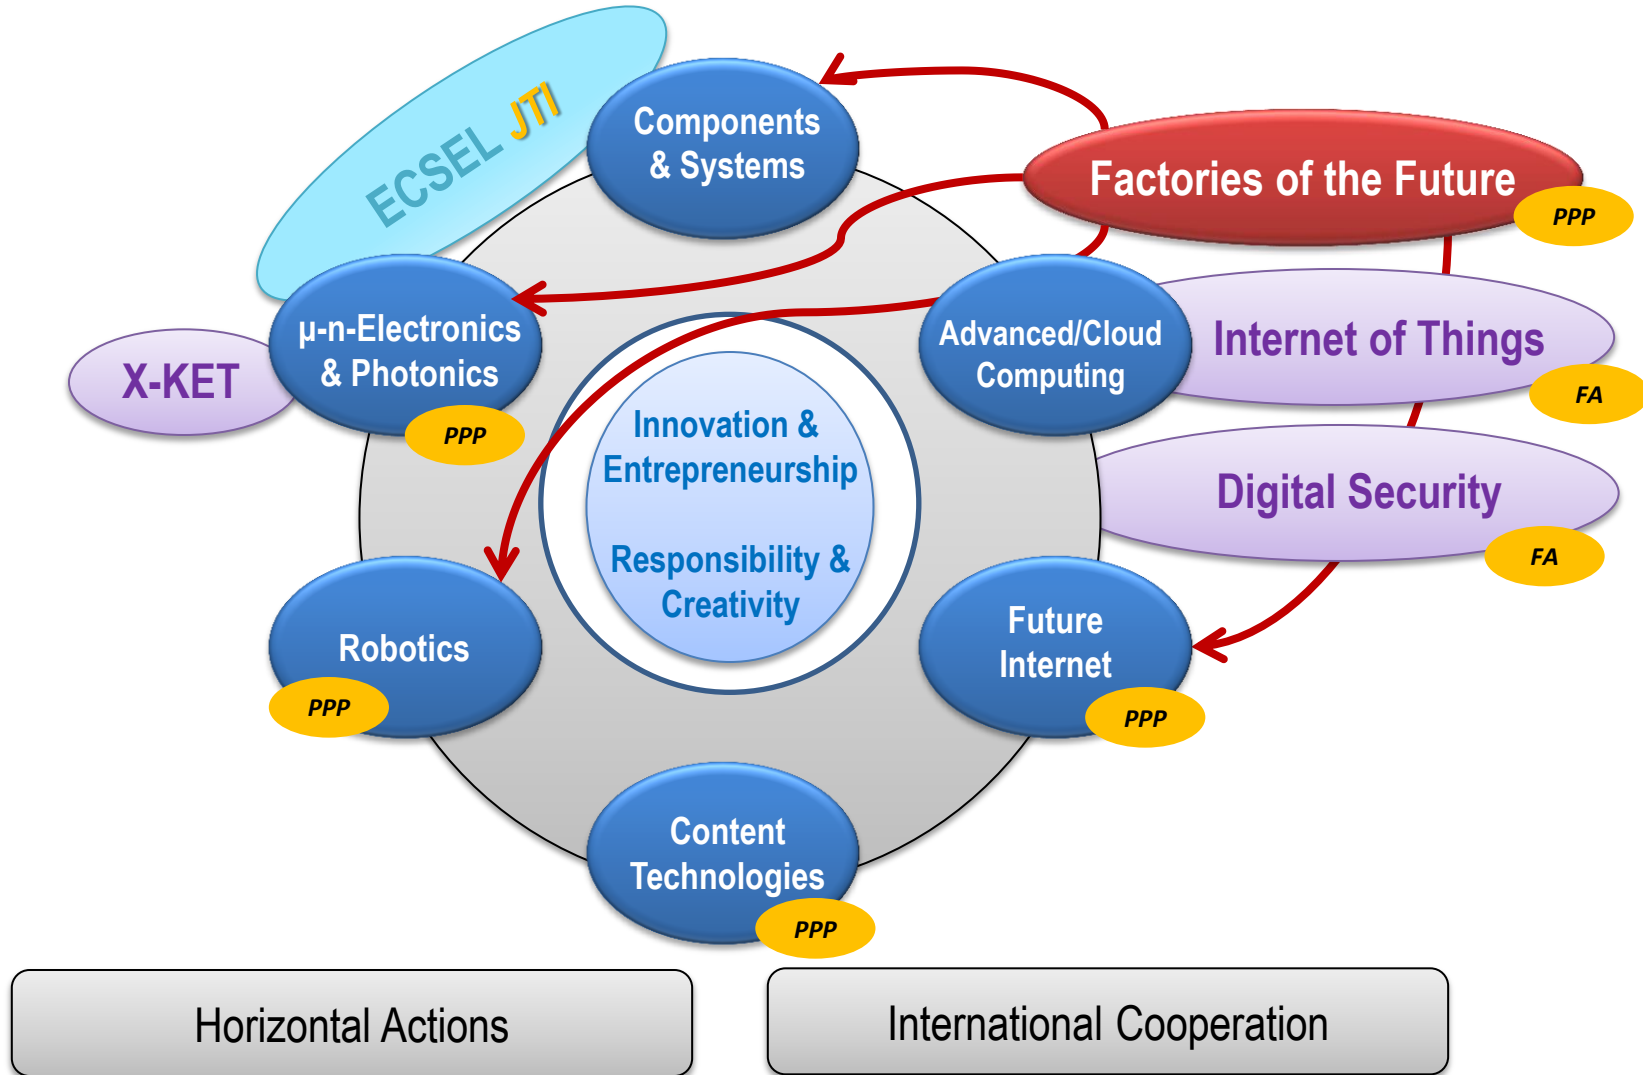 ECSEL JTI
Components
& Systems
Factories of the Future
PPP
µ-n-Electronics
& Photonics
PPP
X-KET
Advanced/Cloud
Computing
Internet of Things
FA
Innovation &
Entrepreneurship
Responsibility &
Creativity
Digital Security
FA
Robotics
PPP
Future
Internet
PPP
Content
Technologies
PPP
Horizontal Actions
International Cooperation